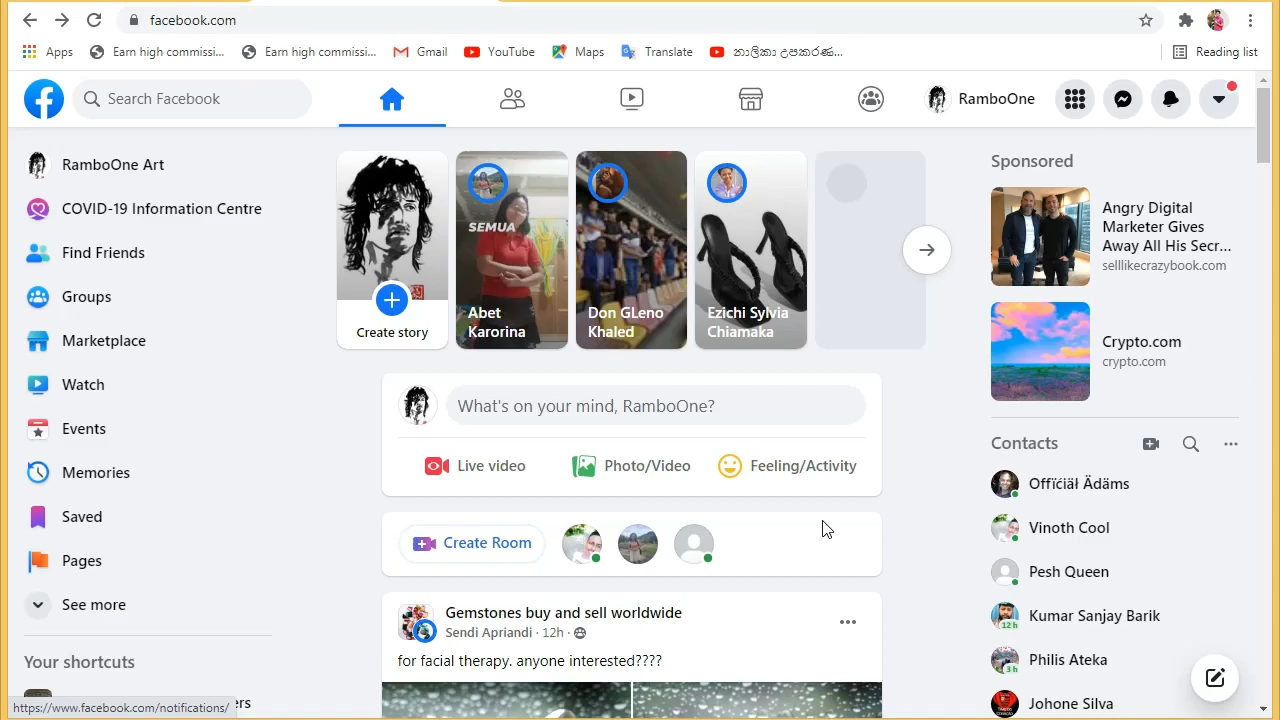 facebook.com
Apps
Earn high commissi...
Earn high commissi...
Gmail
YouTube
Maps
Translate
නාලිකා උපකරණ...
Reading list
Search Facebook
RamboOne
RamboOne Art
COVID-19 Information Centre
Find Friends
Groups
Marketplace
Watch
Events
Memories
Saved
Pages
See more
Your shortcuts
ers
https://www.facebook.com/notifications/
Create story
SEMUA
Abet
Karorina
Don GLeno
Khaled
Ezichi Sylvia
Chiamaka
What's on your mind, RamboOne?
Live video
Photo/Video
Feeling/Activity
Create Room
Gemstones buy and sell worldwide
Sendi Apriandi · 12h ·
for facial therapy. anyone interested????
Sponsored
Angry Digital
Marketer Gives
Away All His Secr...
selllikecrazybook.com
Crypto.com
crypto.com
Contacts
Offïċiäł Ädäms
Vinoth Cool
Pesh Queen
Kumar Sanjay Barik
12 h
Philis Ateka
3 h
Johone Silva